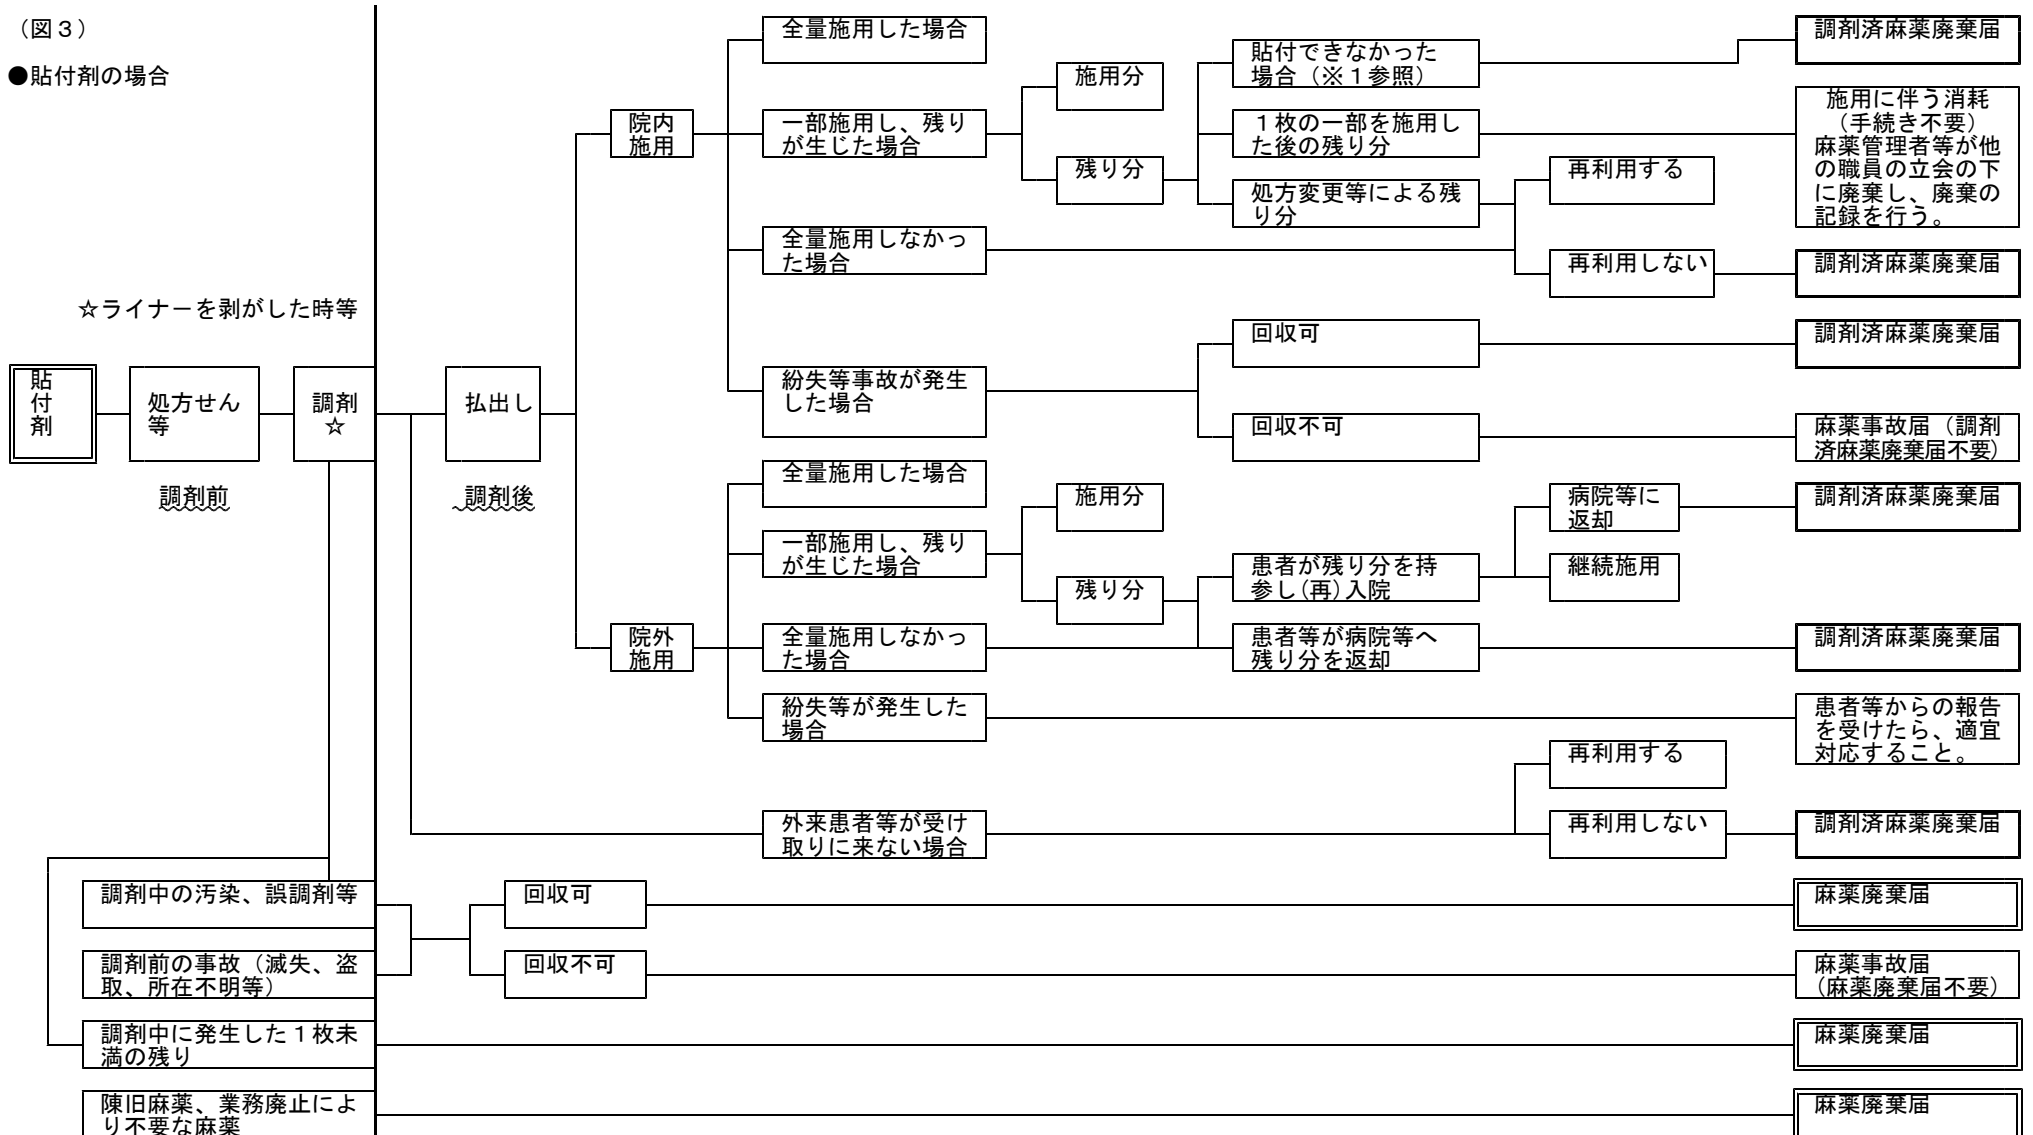 （図３）
●貼付剤の場合
☆ライナーを剥がした時等
貼
付
剤
処方せん
等
調剤
☆
調剤前
払出し
調剤後
院内
施用
全量施用した場合
一部施用し、残り
が生じた場合
施用分
残り分
貼付できなかった
場合（※１参照）
調剤済麻薬廃棄届
１枚の一部を施用し
た後の残り分
施用に伴う消耗
（手続き不要）
麻薬管理者等が他
の職員の立会の下
に廃棄し、廃棄の
記録を行う。
処方変更等による残
り分
全量施用しなかっ
た場合
再利用する
再利用しない
調剤済麻薬廃棄届
紛失等事故が発生
した場合
回収可
調剤済麻薬廃棄届
回収不可
麻薬事故届（調剤
済麻薬廃棄届不要）
院外
施用
全量施用した場合
一部施用し、残り
が生じた場合
施用分
残り分
患者が残り分を持
参し(再)入院
病院等に
返却
調剤済麻薬廃棄届
継続施用
全量施用しなかっ
た場合
患者等が病院等へ
残り分を返却
調剤済麻薬廃棄届
紛失等が発生した
場合
患者等からの報告
を受けたら、適宜
対応すること。
外来患者等が受け
取りに来ない場合
再利用する
再利用しない
調剤済麻薬廃棄届
調剤中の汚染、誤調剤等
回収可
麻薬廃棄届
調剤前の事故（滅失、盗
取、所在不明等）
回収不可
麻薬事故届
（麻薬廃棄届不要）
調剤中に発生した１枚未
満の残り
麻薬廃棄届
陳旧麻薬、業務廃止によ
り不要な麻薬
麻薬廃棄届